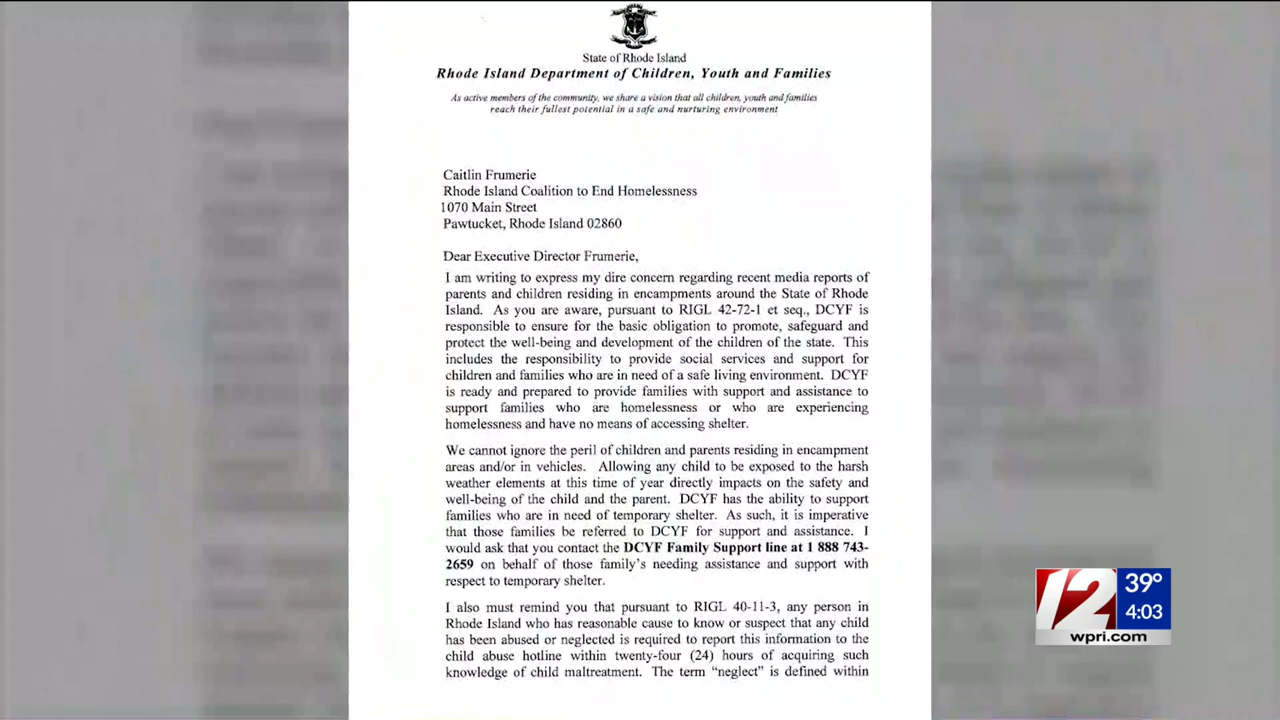 State of Rhode Island
Rhode Island Department of Children, Youth and Families
As active members of the community, we share a vision that all children, youth and families
reach their fullest potential in a safe and nurturing environment
Caitlin Frumerie
Rhode Island Coalition to End Homelessness
1070 Main Street
Pawtucket, Rhode Island 02860
Dear Executive Director Frumerie,
I am writing to express my dire concern regarding recent media reports of
parents and children residing in encampments around the State of Rhode
Island. As you are aware, pursuant to RIGL 42-72-1 et seq., DCYF is
responsible to ensure for the basic obligation to promote, safeguard and
protect the well-being and development of the children of the state. This
includes the responsibility to provide social services and support for
children and families who are in need of a safe living environment. DCYF
is ready and prepared to provide families with support and assistance to
support families who are homelessness or who are experiencing
homelessness and have no means of accessing shelter.
We cannot ignore the peril of children and parents residing in encampment
areas and/or in vehicles. Allowing any child to be exposed to the harsh
weather elements at this time of year directly impacts on the safety and
well-being of the child and the parent. DCYF has the ability to support
families who are in need of temporary shelter. As such, it is imperative
that those families be referred to DCYF for support and assistance. I
would ask that you contact the DCYF Family Support line at 1 888 743-
2659 on behalf of those family's needing assistance and support with
respect to temporary shelter.
I also must remind you that pursuant to RIGL 40-11-3, any person in
Rhode Island who has reasonable cause to know or suspect that any child
has been abused or neglected is required to report this information to the
child abuse hotline within twenty-four (24) hours of acquiring such
knowledge of child maltreatment. The term “neglect” is defined within
12
39°
4:03
wpri.com